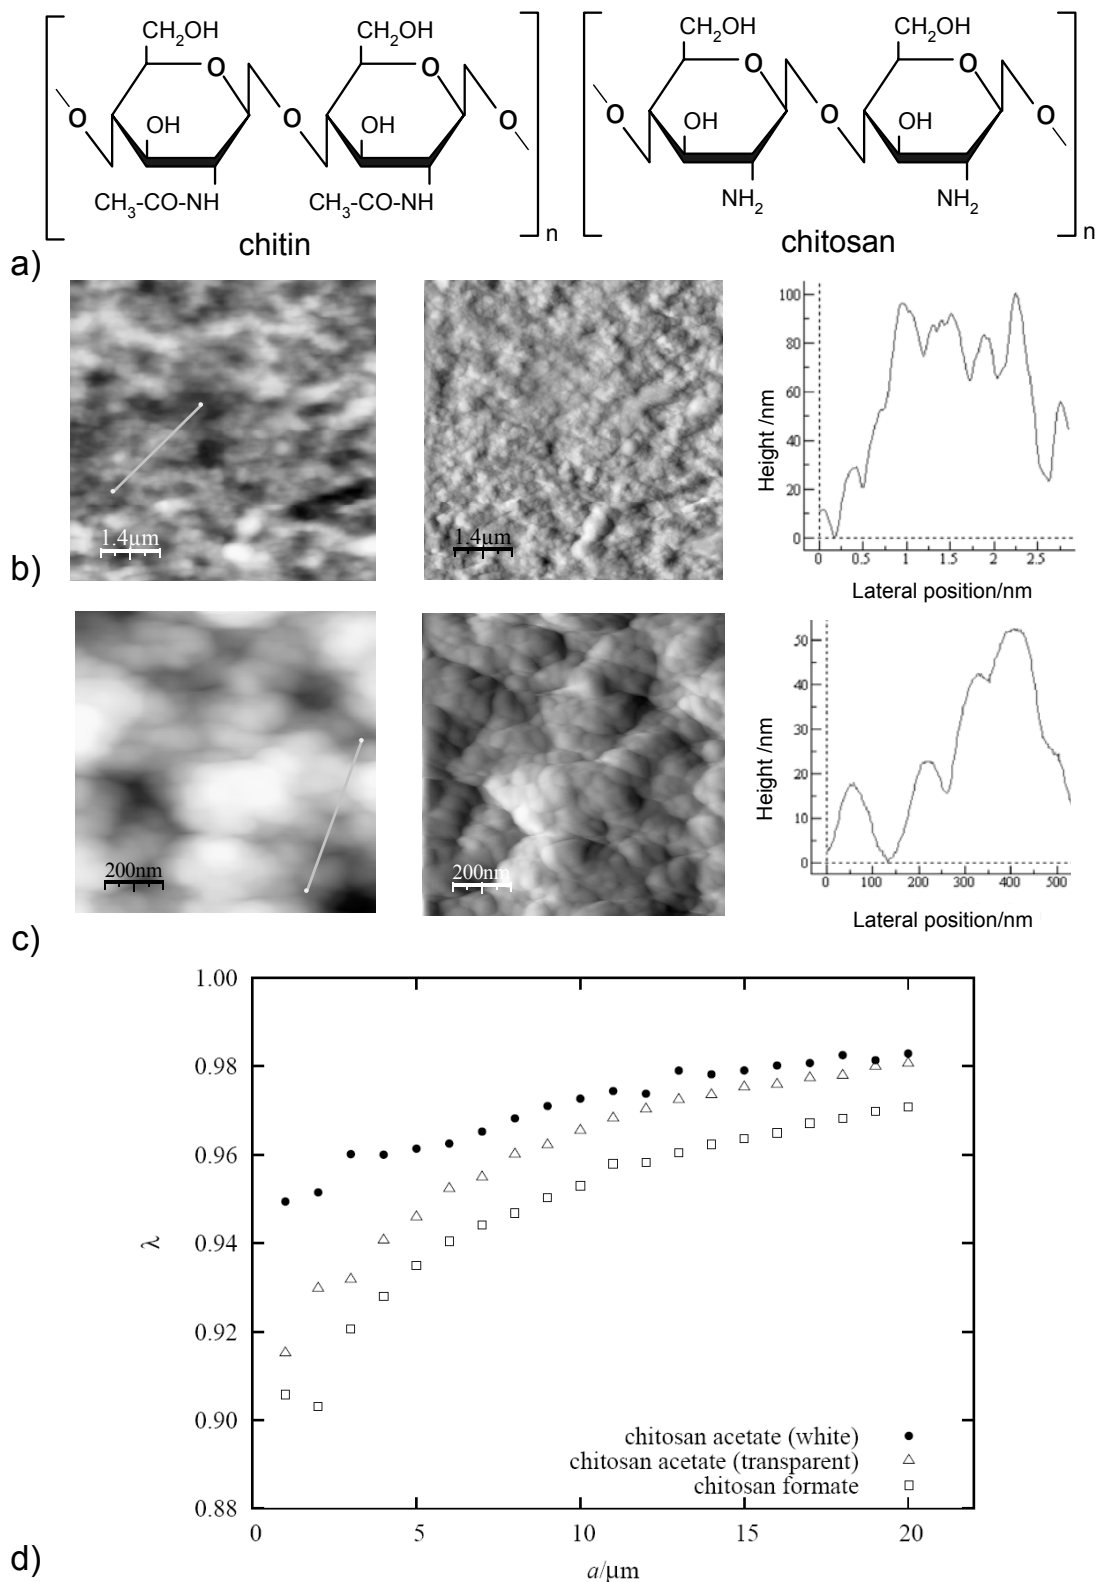 CH2OH CH2OH CH2OH CH2OH
O O O O
O O O O O O
OH OH OH OH
CH3-CO-NH CH3-CO-NH NH2 NH2
n n
chitin chitosan
a)
100
80
60
40
20
0
Height /nm
0 0.5 1 1.5 2 2.5
Lateral position/nm
1.4µm 1.4µm
b)
50
40
30
20
10
0
Height /nm
0 100 200 300 400 500
Lateral position/nm
200nm 200nm
c)
1.00
0.98
0.96
0.94
0.92
0.90
0.88
λ
chitosan acetate (white)
chitosan acetate (transparent)
chitosan formate
0 5 10 15 20
a/µm
d)